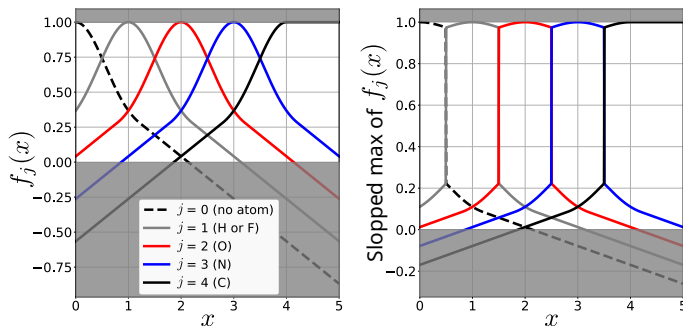 1.00
0.75
0.50
0.25
0.00
−0.25
−0.50
−0.75
f_j(x)
0 1 2 3 4 5
x
j = 0 (no atom)
j = 1 (H or F)
j = 2 (O)
j = 3 (N)
j = 4 (C)
1.0
0.8
0.6
0.4
0.2
0.0
−0.2
Slopped max of f_j(x)
0 1 2 3 4 5
x